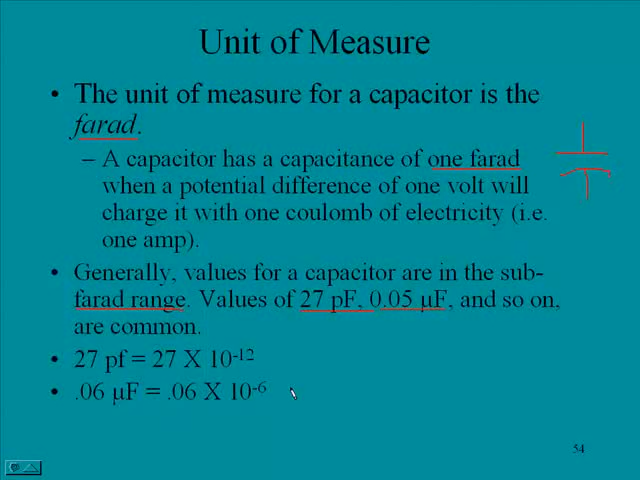 Unit of Measure
• The unit of measure for a capacitor is the
farad.
– A capacitor has a capacitance of one farad
when a potential difference of one volt will
charge it with one coulomb of electricity (i.e.
one amp).
• Generally, values for a capacitor are in the sub-
farad range. Values of 27 pF, 0.05 µF, and so on,
are common.
• 27 pf = 27 X 10⁻¹²
• .06 µF = .06 X 10⁻⁶
54